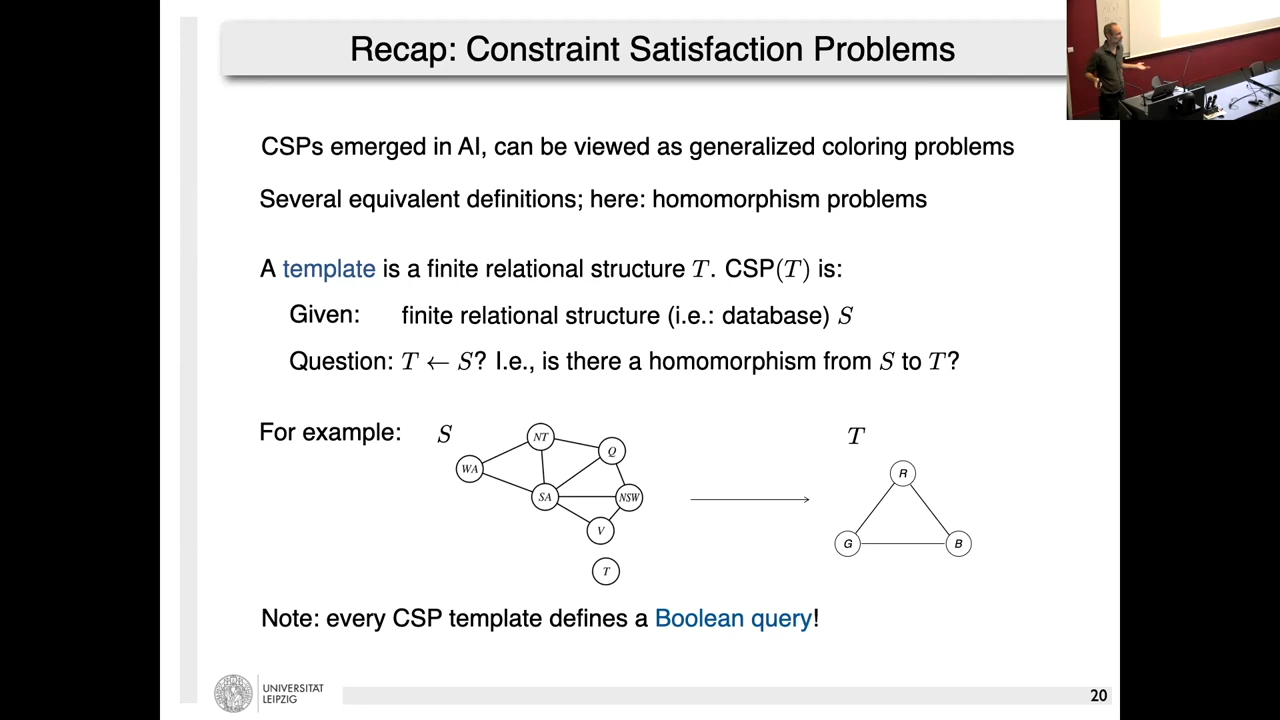 Recap: Constraint Satisfaction Problems
CSPs emerged in AI, can be viewed as generalized coloring problems
Several equivalent definitions; here: homomorphism problems
A template is a finite relational structure T. CSP(T) is:
Given: finite relational structure (i.e.: database) S
Question: T ← S? I.e., is there a homomorphism from S to T?
For example: S
T
NT
Q
WA
R
SA
NSW
V
G
B
T
Note: every CSP template defines a Boolean query!
UNIVERSITÄT
LEIPZIG
20